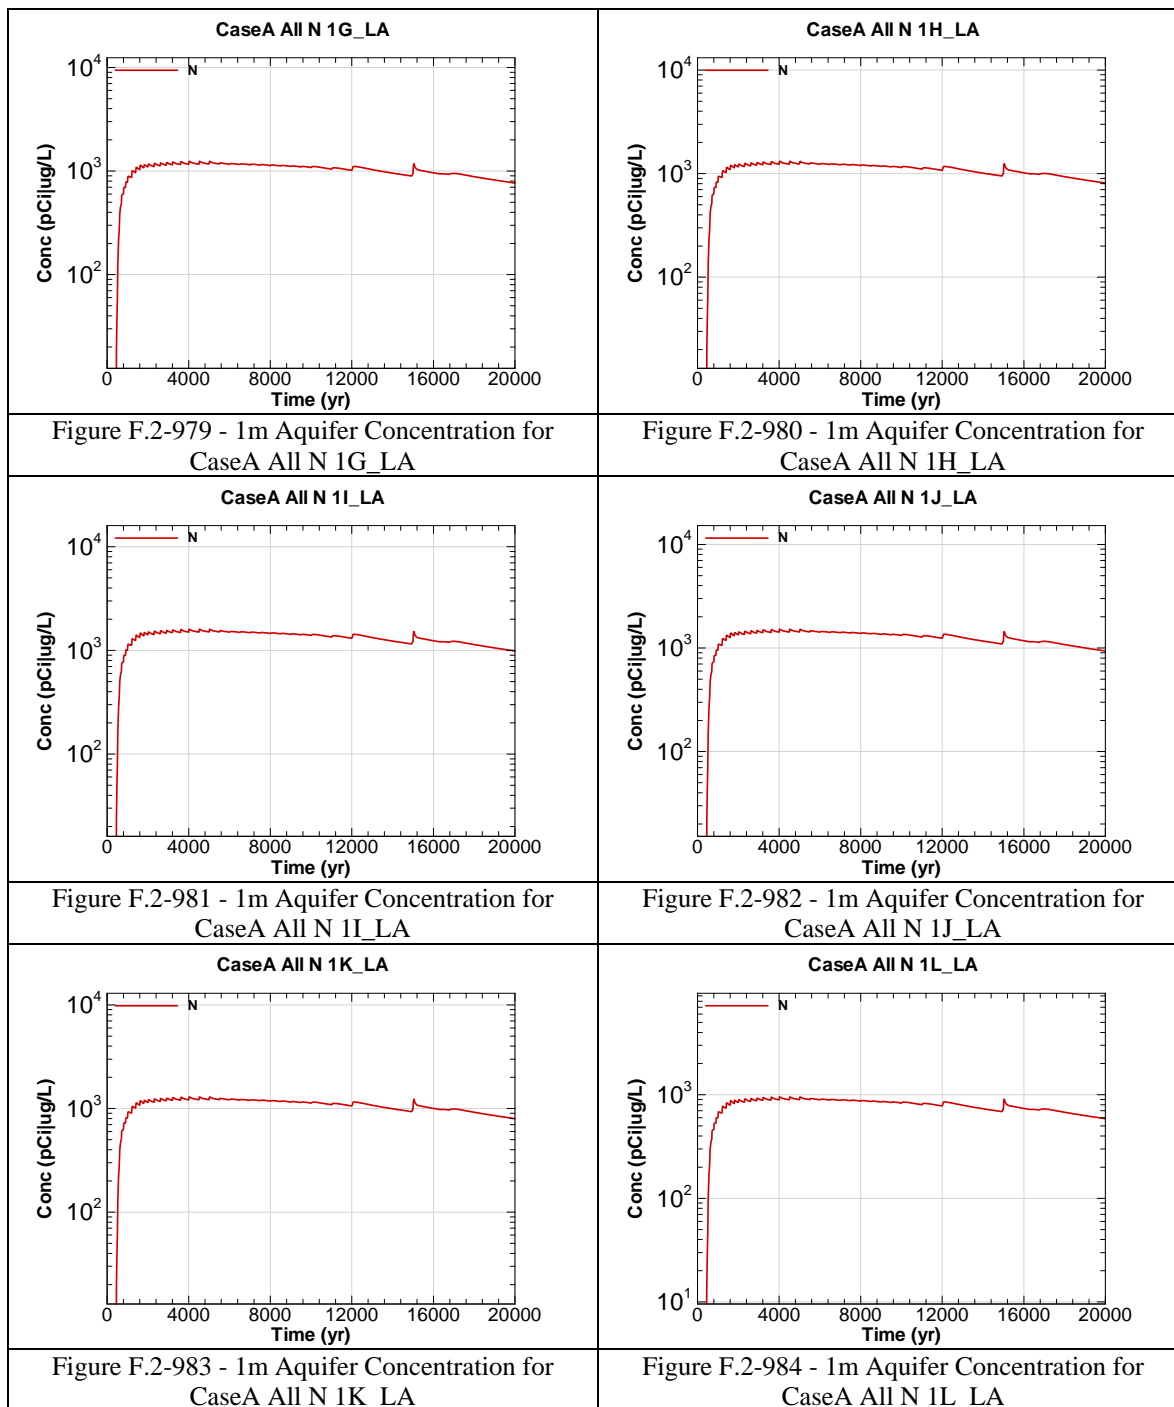 CaseA All N 1G_LA
N
10^4
10^3
10^2
Conc (pCi|ug/L)
0 4000 8000 12000 16000 20000
Time (yr)
Figure F.2-979 - 1m Aquifer Concentration for
CaseA All N 1G_LA
CaseA All N 1H_LA
N
10^4
10^3
10^2
Conc (pCi|ug/L)
0 4000 8000 12000 16000 20000
Time (yr)
Figure F.2-980 - 1m Aquifer Concentration for
CaseA All N 1H_LA
CaseA All N 1I_LA
N
10^4
10^3
10^2
Conc (pCi|ug/L)
0 4000 8000 12000 16000 20000
Time (yr)
Figure F.2-981 - 1m Aquifer Concentration for
CaseA All N 1I_LA
CaseA All N 1J_LA
N
10^4
10^3
10^2
Conc (pCi|ug/L)
0 4000 8000 12000 16000 20000
Time (yr)
Figure F.2-982 - 1m Aquifer Concentration for
CaseA All N 1J_LA
CaseA All N 1K_LA
N
10^4
10^3
10^2
Conc (pCi|ug/L)
0 4000 8000 12000 16000 20000
Time (yr)
Figure F.2-983 - 1m Aquifer Concentration for
CaseA All N 1K_LA
CaseA All N 1L_LA
N
10^3
10^2
10^1
Conc (pCi|ug/L)
0 4000 8000 12000 16000 20000
Time (yr)
Figure F.2-984 - 1m Aquifer Concentration for
CaseA All N 1L_LA